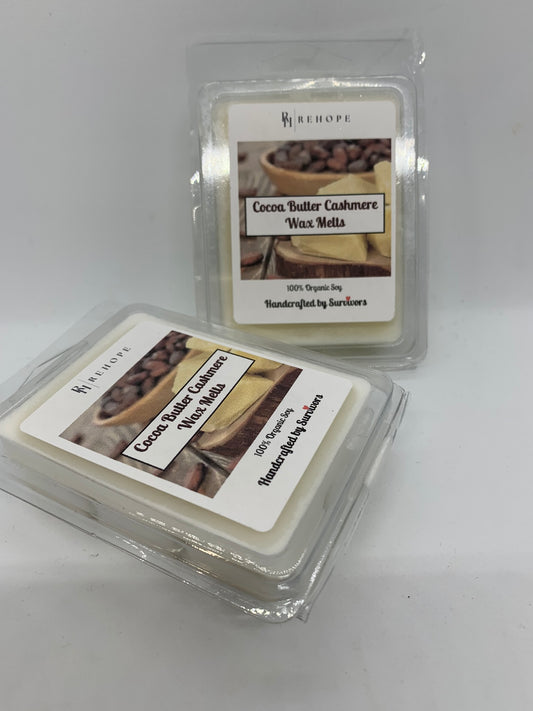 RH | REHOPE
Cocoa Butter Cashmere
Wax Melts
100% Organic Soy
Handcrafted by Survivors
RH | REHOPE
Cocoa Butter Cashmere
Wax Melts
100% Organic Soy
Handcrafted by Survivors